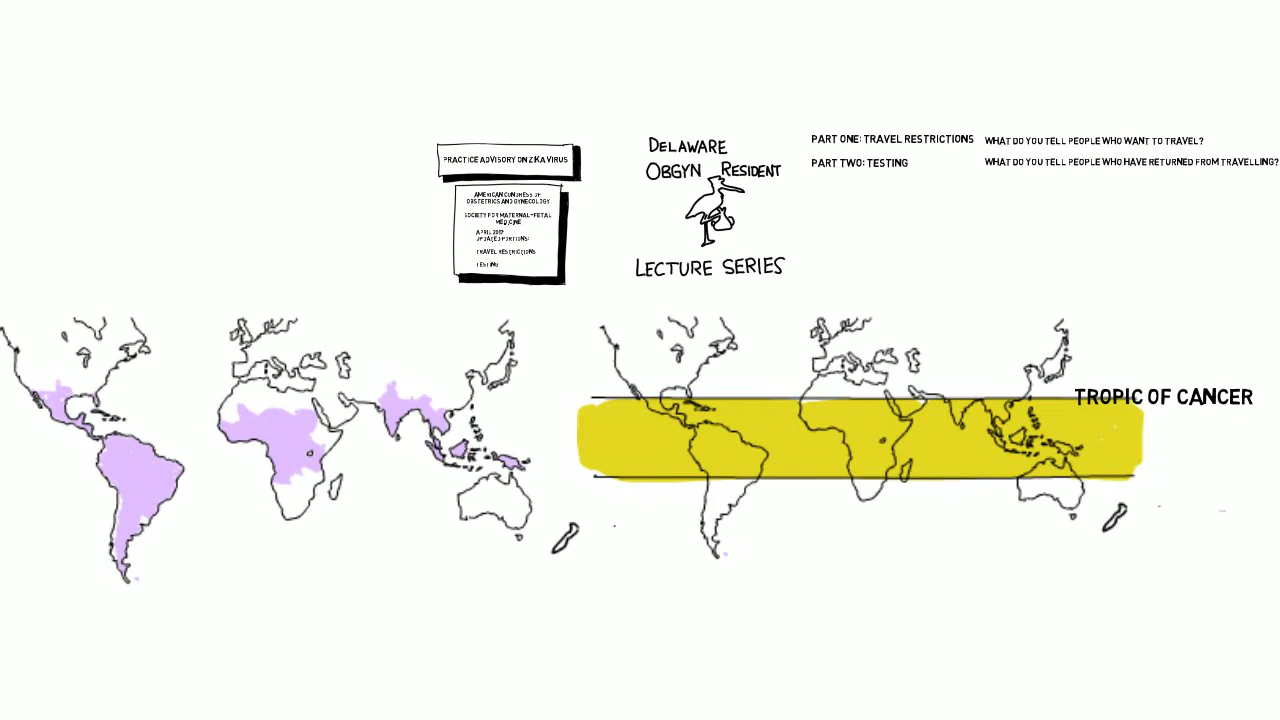 PRACTICE ADVISORY ON ZIKA VIRUS
AMERICAN CONGRESS OF
OBSTETRICS AND GYNECOLOGY
SOCIETY FOR MATERNAL-FETAL
MEDICINE
APRIL 2017
UPDATED PORTIONS:
TRAVEL RESTRICTIONS
TESTING
DELAWARE
OBGYN RESIDENT
LECTURE SERIES
PART ONE: TRAVEL RESTRICTIONS WHAT DO YOU TELL PEOPLE WHO WANT TO TRAVEL?
PART TWO: TESTING WHAT DO YOU TELL PEOPLE WHO HAVE RETURNED FROM TRAVELLING?
TROPIC OF CANCER